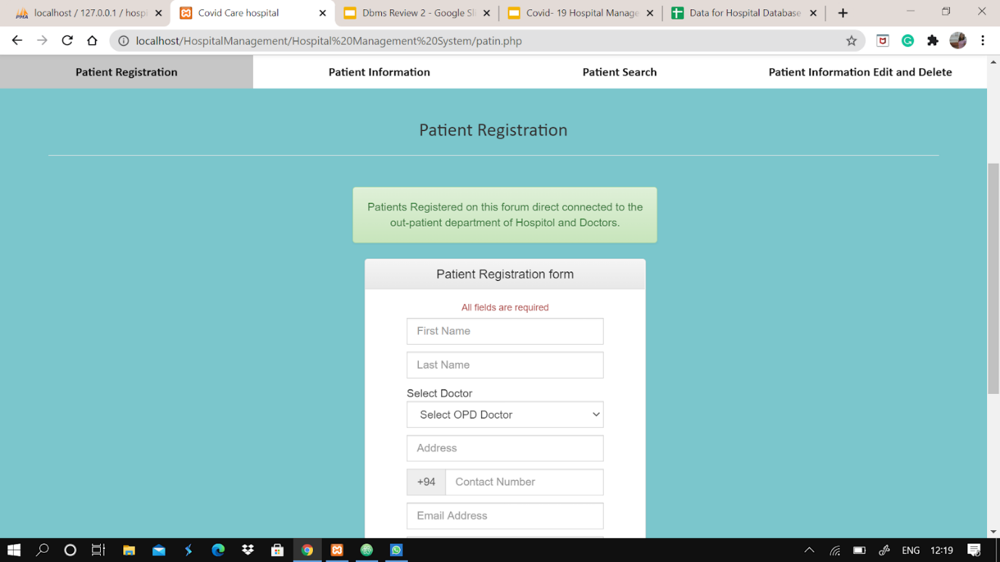 localhost / 127.0.0.1 / hospi
Covid Care hospital
Dbms Review 2 - Google Sl
Covid- 19 Hospital Manage
Data for Hospital Database
localhost/HospitalManagement/Hospital%20Management%20System/patin.php
Patient Registration
Patient Information
Patient Search
Patient Information Edit and Delete
Patient Registration
Patients Registered on this forum direct connected to the
out-patient department of Hospitol and Doctors.
Patient Registration form
All fields are required
First Name
Last Name
Select Doctor
Select OPD Doctor
Address
+94 Contact Number
Email Address
ENG 12:19